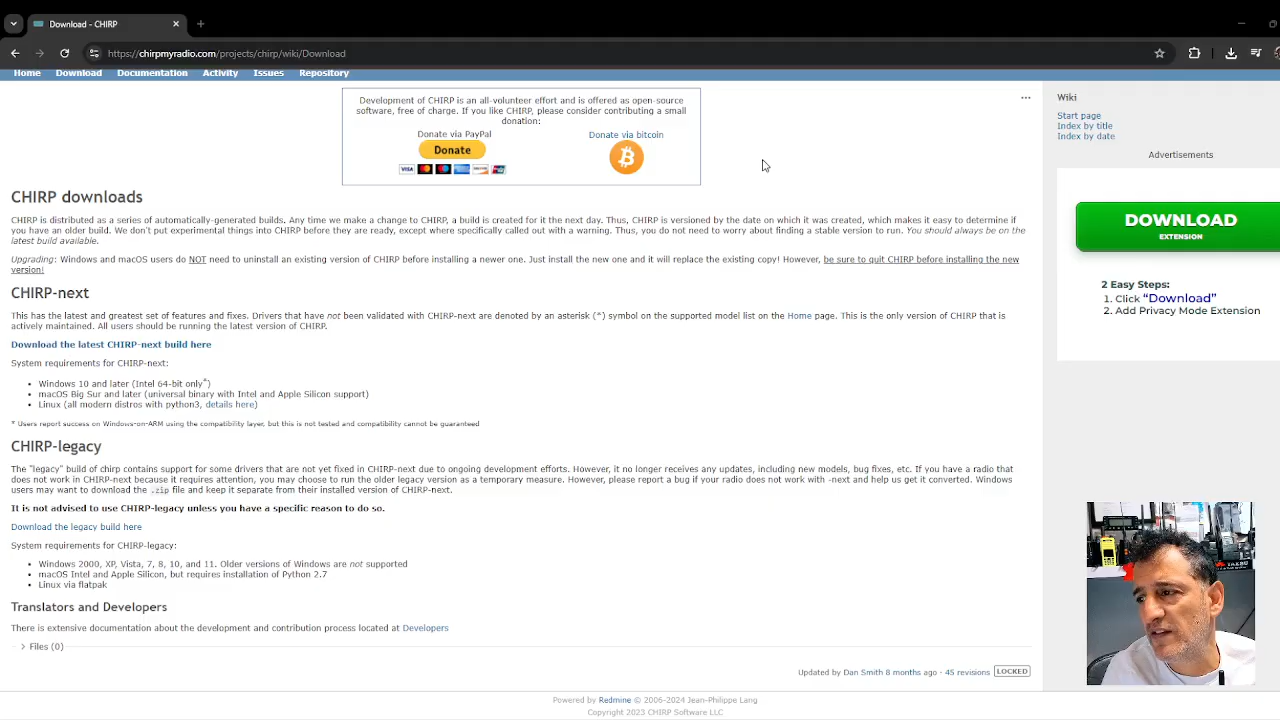 Download - CHIRP
https://chirpmyradio.com/projects/chirp/wiki/Download
Home Download Documentation Activity Issues Repository
Development of CHIRP is an all-volunteer effort and is offered as open-source
software, free of charge. If you like CHIRP, please consider contributing a small
donation:
Donate via PayPal Donate via bitcoin
Donate
CHIRP downloads
CHIRP is distributed as a series of automatically-generated builds. Any time we make a change to CHIRP, a build is created for it the next day. Thus, CHIRP is versioned by the date on which it was created, which makes it easy to determine if
you have an older build. We don't put experimental things into CHIRP before they are ready, except where specifically called out with a warning. Thus, you do not need to worry about finding a stable version to run. You should always be on the
latest build available.
Upgrading: Windows and macOS users do NOT need to uninstall an existing version of CHIRP before installing a newer one. Just install the new one and it will replace the existing copy! However, be sure to quit CHIRP before installing the new
version!
CHIRP-next
This has the latest and greatest set of features and fixes. Drivers that have not been validated with CHIRP-next are denoted by an asterisk (*) symbol on the supported model list on the Home page. This is the only version of CHIRP that is
actively maintained. All users should be running the latest version of CHIRP.
Download the latest CHIRP-next build here
System requirements for CHIRP-next:
Windows 10 and later (Intel 64-bit only*)
macOS Big Sur and later (universal binary with Intel and Apple Silicon support)
Linux (all modern distros with python3, details here)
* Users report success on Windows-on-ARM using the compatibility layer, but this is not tested and compatibility cannot be guaranteed
CHIRP-legacy
The "legacy" build of chirp contains support for some drivers that are not yet fixed in CHIRP-next due to ongoing development efforts. However, it no longer receives any updates, including new models, bug fixes, etc. If you have a radio that
does not work in CHIRP-next because it requires attention, you may choose to run the older legacy version as a temporary measure. However, please report a bug if your radio does not work with -next and help us get it converted. Windows
users may want to download the .zip file and keep it separate from their installed version of CHIRP-next.
It is not advised to use CHIRP-legacy unless you have a specific reason to do so.
Download the legacy build here
System requirements for CHIRP-legacy:
Windows 2000, XP, Vista, 7, 8, 10, and 11. Older versions of Windows are not supported
macOS Intel and Apple Silicon, but requires installation of Python 2.7
Linux via flatpak
Translators and Developers
There is extensive documentation about the development and contribution process located at Developers
Files (0)
Updated by Dan Smith 8 months ago · 45 revisions LOCKED
Powered by Redmine © 2006-2024 Jean-Philippe Lang
Copyright 2023 CHIRP Software LLC
Wiki
Start page
Index by title
Index by date
Advertisements
DOWNLOAD
EXTENSION
2 Easy Steps:
1. Click "Download"
2. Add Privacy Mode Extension